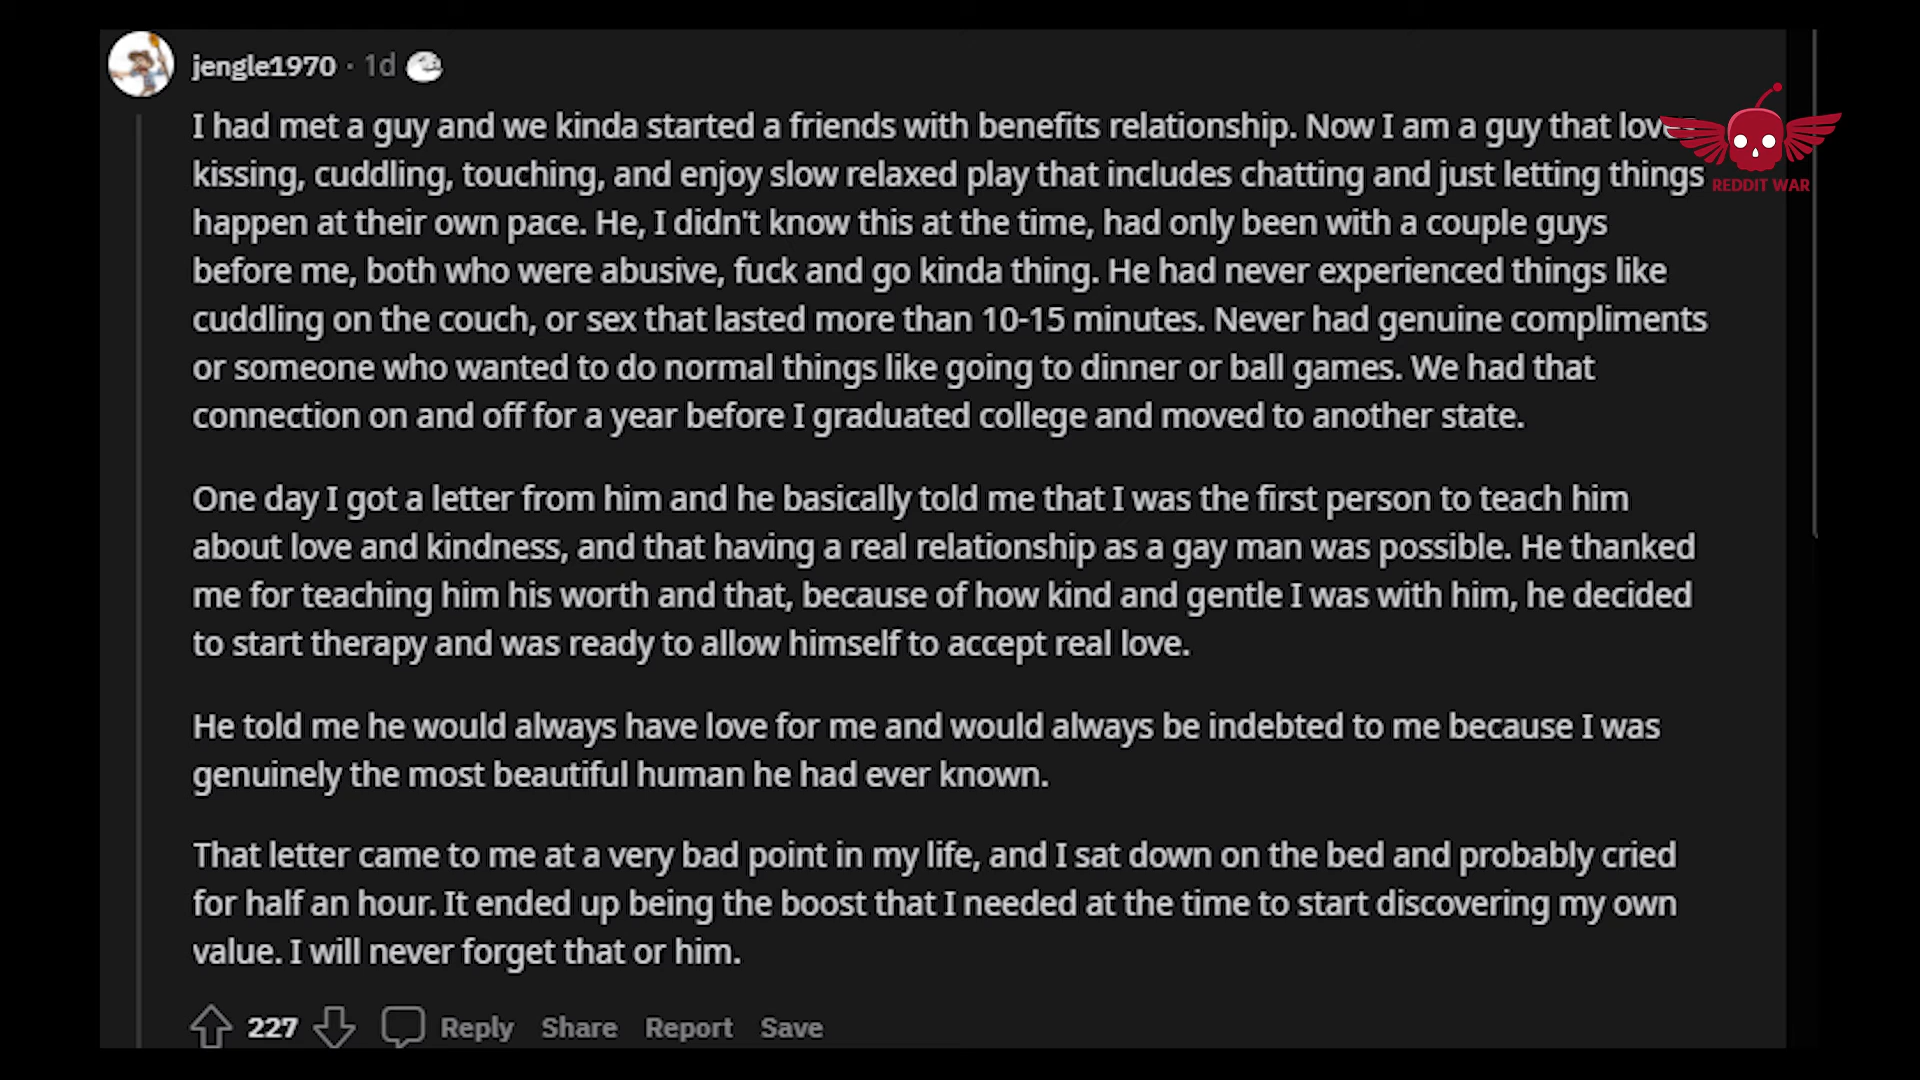 jengle1970 · 1d
I had met a guy and we kinda started a friends with benefits relationship. Now I am a guy that
kissing, cuddling, touching, and enjoy slow relaxed play that includes chatting and just letting things
REDDIT WAR
happen at their own pace. He, I didn't know this at the time, had only been with a couple guys
before me, both who were abusive, fuck and go kinda thing. He had never experienced things like
cuddling on the couch, or sex that lasted more than 10-15 minutes. Never had genuine compliments
or someone who wanted to do normal things like going to dinner or ball games. We had that
connection on and off for a year before I graduated college and moved to another state.
One day I got a letter from him and he basically told me that I was the first person to teach him
about love and kindness, and that having a real relationship as a gay man was possible. He thanked
me for teaching him his worth and that, because of how kind and gentle I was with him, he decided
to start therapy and was ready to allow himself to accept real love.
He told me he would always have love for me and would always be indebted to me because I was
genuinely the most beautiful human he had ever known.
That letter came to me at a very bad point in my life, and I sat down on the bed and probably cried
for half an hour. It ended up being the boost that I needed at the time to start discovering my own
value. I will never forget that or him.
227 Reply Share Report Save